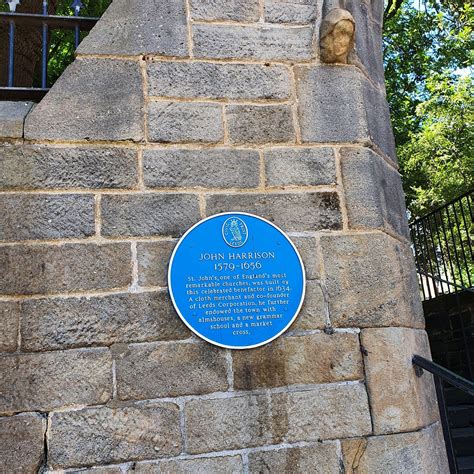 JOHN HARRISON
1579-1656
St. John's, one of England's most
remarkable churches, was built by
this celebrated benefactor in 1634.
A cloth merchant and co-founder
of Leeds Corporation, he further
endowed the town with
almshouses, a new grammar
school and a market
cross.